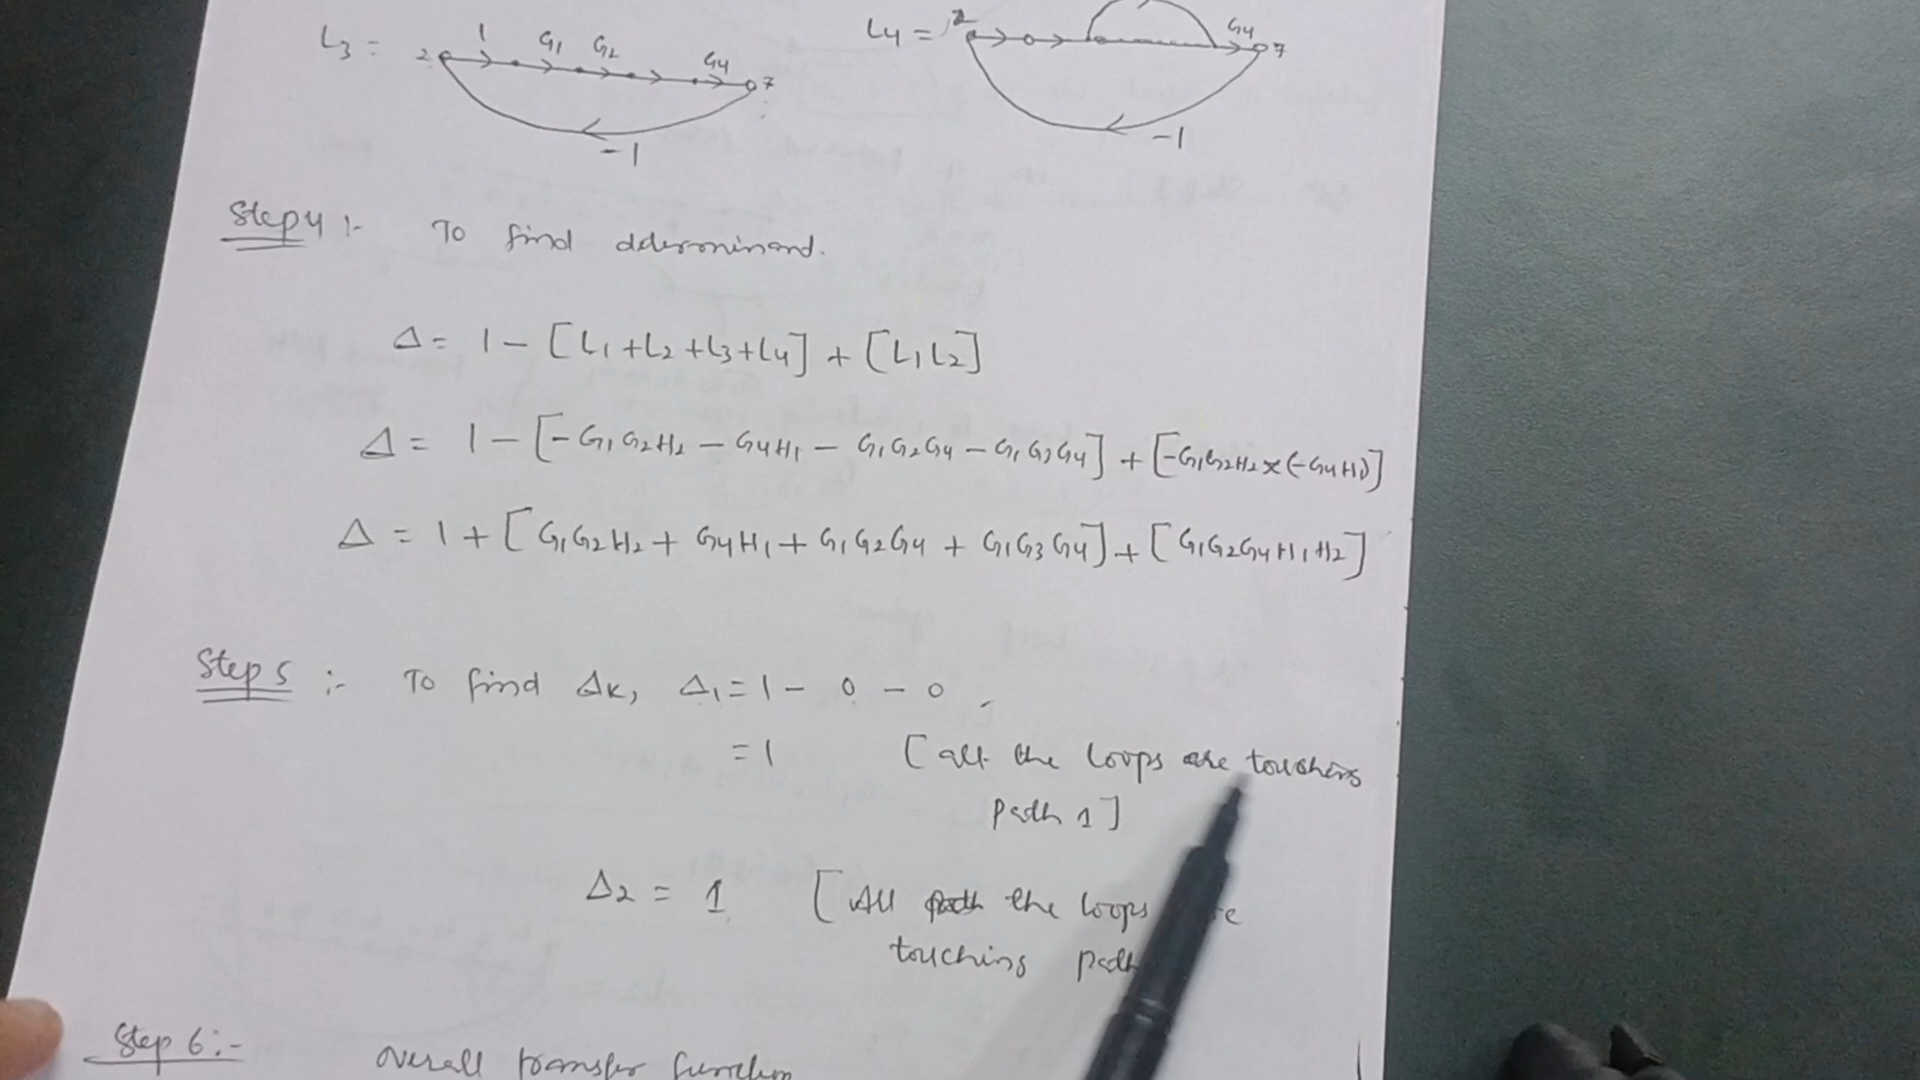 L3 = 2 1 G1 G2 G4 7
-1
L4 = 2 G4 7
-1
Step 4 :- To find
Δ = 1 - [L1 + L2 + L3 + L4] + [L1L2]
Δ = 1 - [-G1G2H2 - G4H1 - G1G2G4 - G1G3G4] + [-G1G2H2 × (-G4H1)]
Δ = 1 + [G1G2H2 + G4H1 + G1G2G4 + G1G3G4] + [G1G2G4H1H2]
Step 5 :- To find ΔK, Δ1 = 1 - 0 - 0
= 1 [all the loops are touching
path 1]
Δ2 = 1 [All the loops
touching path
Step 6 :- overall transfer function